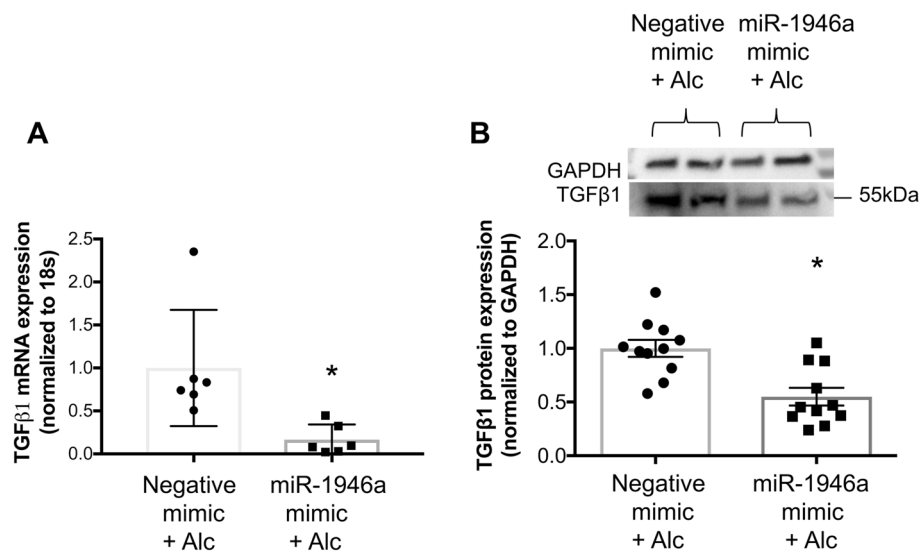 A
TGFβ1 mRNA expression
(normalized to 18s)
2.5
2.0
1.5
1.0
0.5
0.0
*
Negative
mimic
+ Alc
miR-1946a
mimic
+ Alc
B
Negative
mimic
+ Alc
miR-1946a
mimic
+ Alc
GAPDH
TGFβ1
55kDa
TGFβ1 protein expression
(normalized to GAPDH)
2.0
1.5
1.0
0.5
0.0
*
Negative
mimic
+ Alc
miR-1946a
mimic
+ Alc